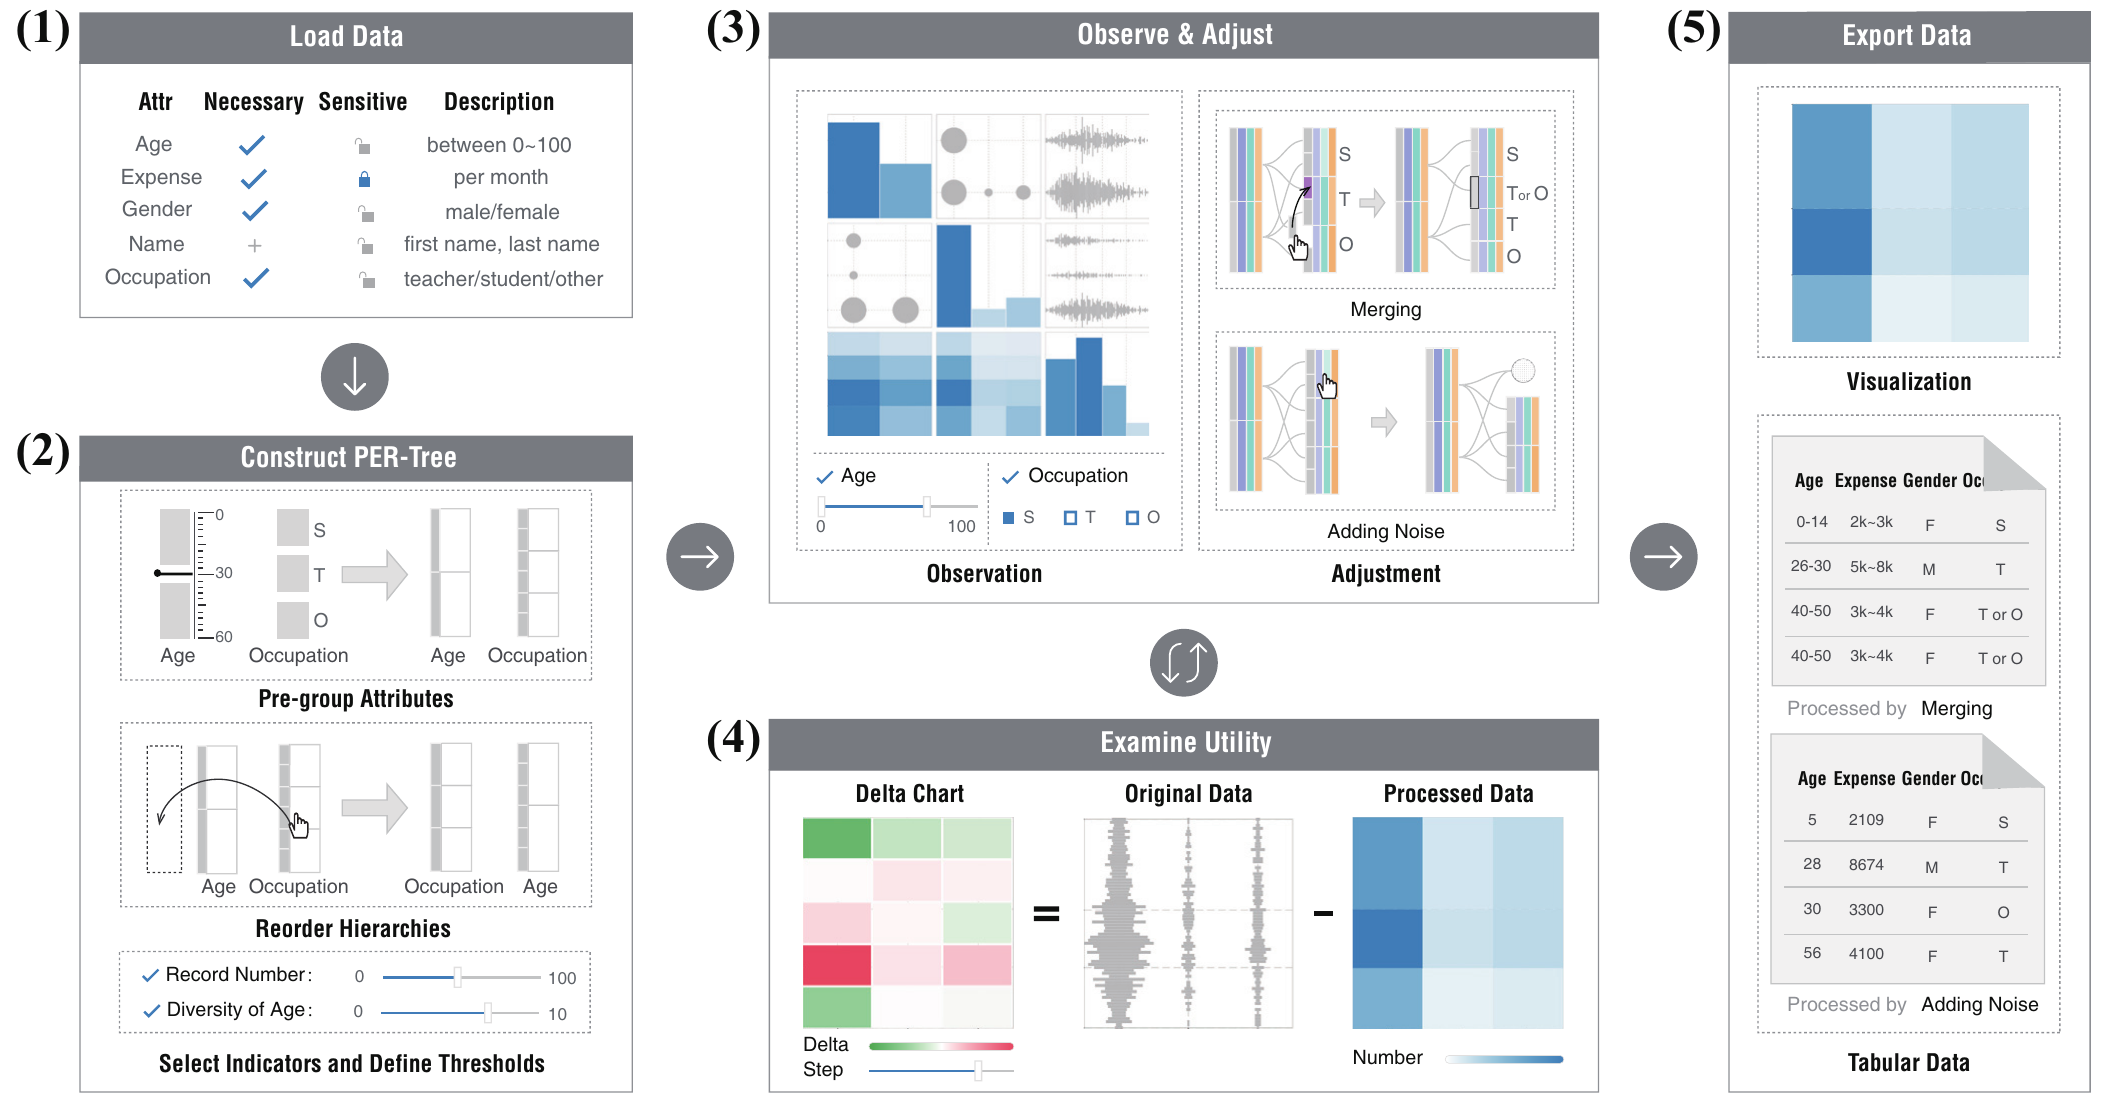 (1) Load Data
Attr Necessary Sensitive Description
Age between 0~100
Expense per month
Gender male/female
Name + first name, last name
Occupation teacher/student/other
(2) Construct PER-Tree
0
30
60
S
T
O
Age Occupation Age Occupation
Pre-group Attributes
Age Occupation Occupation Age
Reorder Hierarchies
Record Number: 0 100
Diversity of Age: 0 10
Select Indicators and Define Thresholds
(3) Observe & Adjust
Age
0 100
Occupation
S T O
Observation
S
T
O
S
T or O
T
O
Merging
Adding Noise
Adjustment
(4) Examine Utility
Delta Chart Original Data Processed Data
= –
Delta
Step
Number
(5) Export Data
Visualization
Age Expense Gender Occ
0-14 2k~3k F S
26-30 5k~8k M T
40-50 3k~4k F T or O
40-50 3k~4k F T or O
Processed by Merging
Age Expense Gender Occ
5 2109 F S
28 8674 M T
30 3300 F O
56 4100 F T
Processed by Adding Noise
Tabular Data